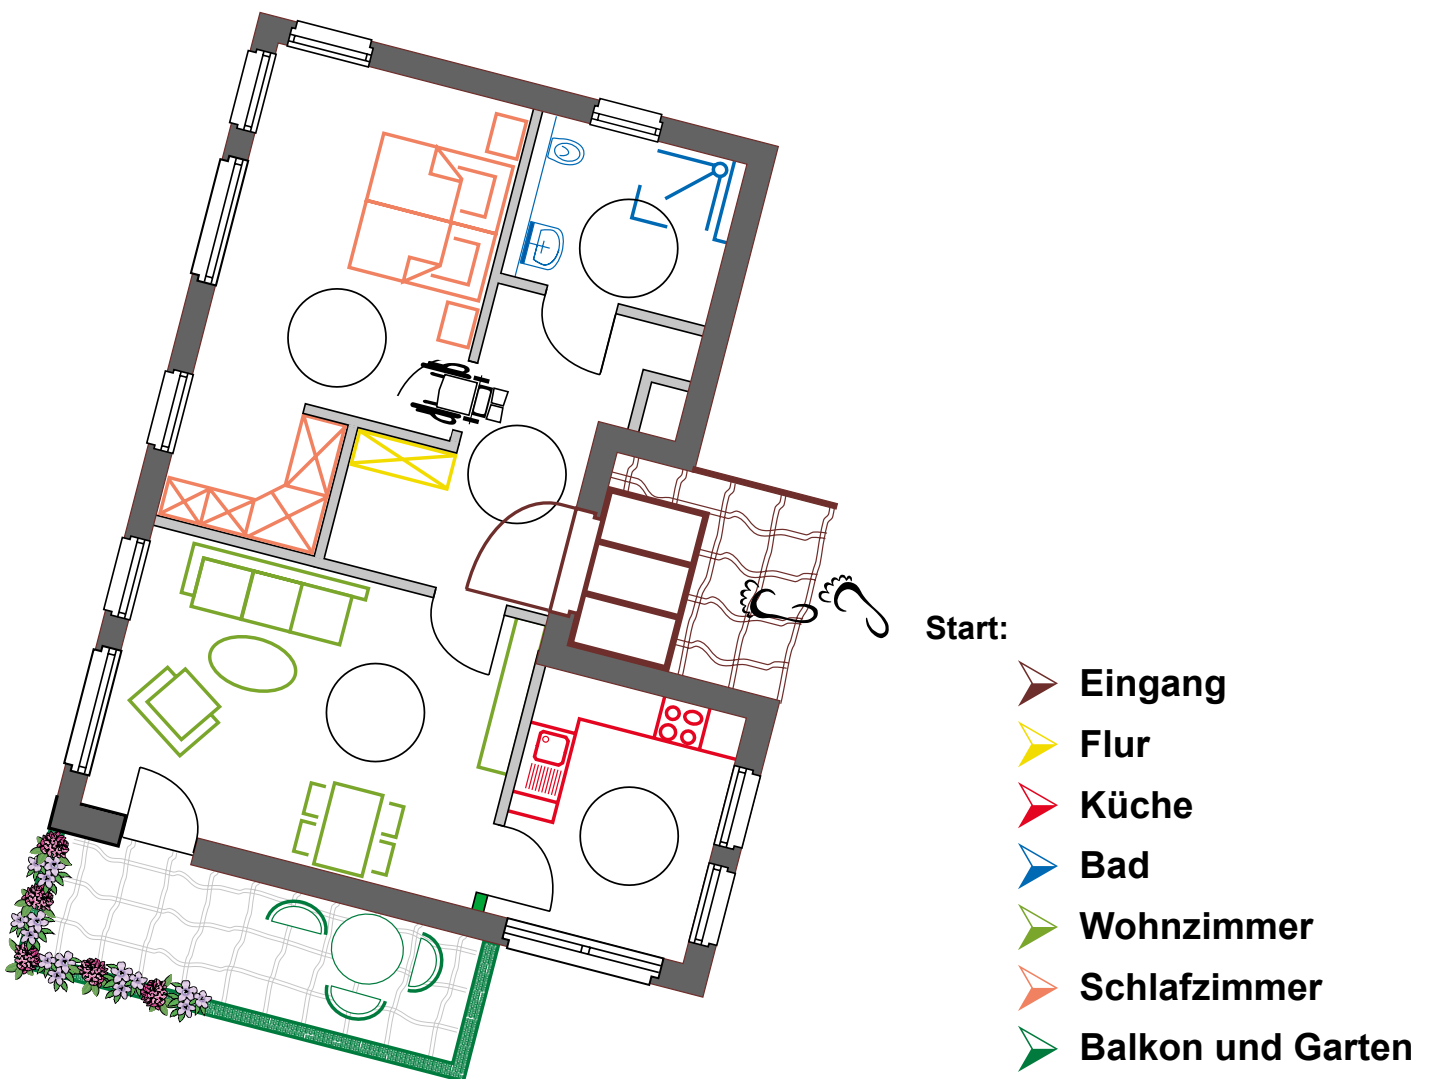 Start:
Eingang
Flur
Küche
Bad
Wohnzimmer
Schlafzimmer
Balkon und Garten